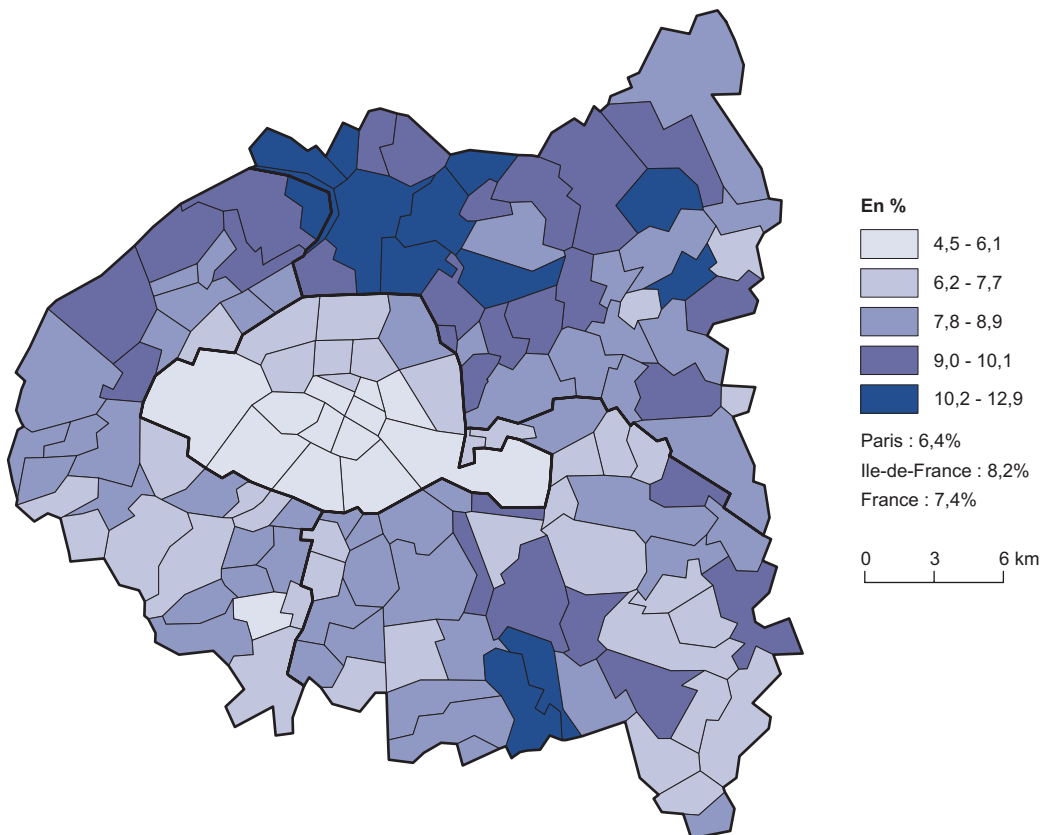 En %
4,5 - 6,1
6,2 - 7,7
7,8 - 8,9
9,0 - 10,1
10,2 - 12,9
Paris : 6,4%
Ile-de-France : 8,2%
France : 7,4%
0 3 6 km